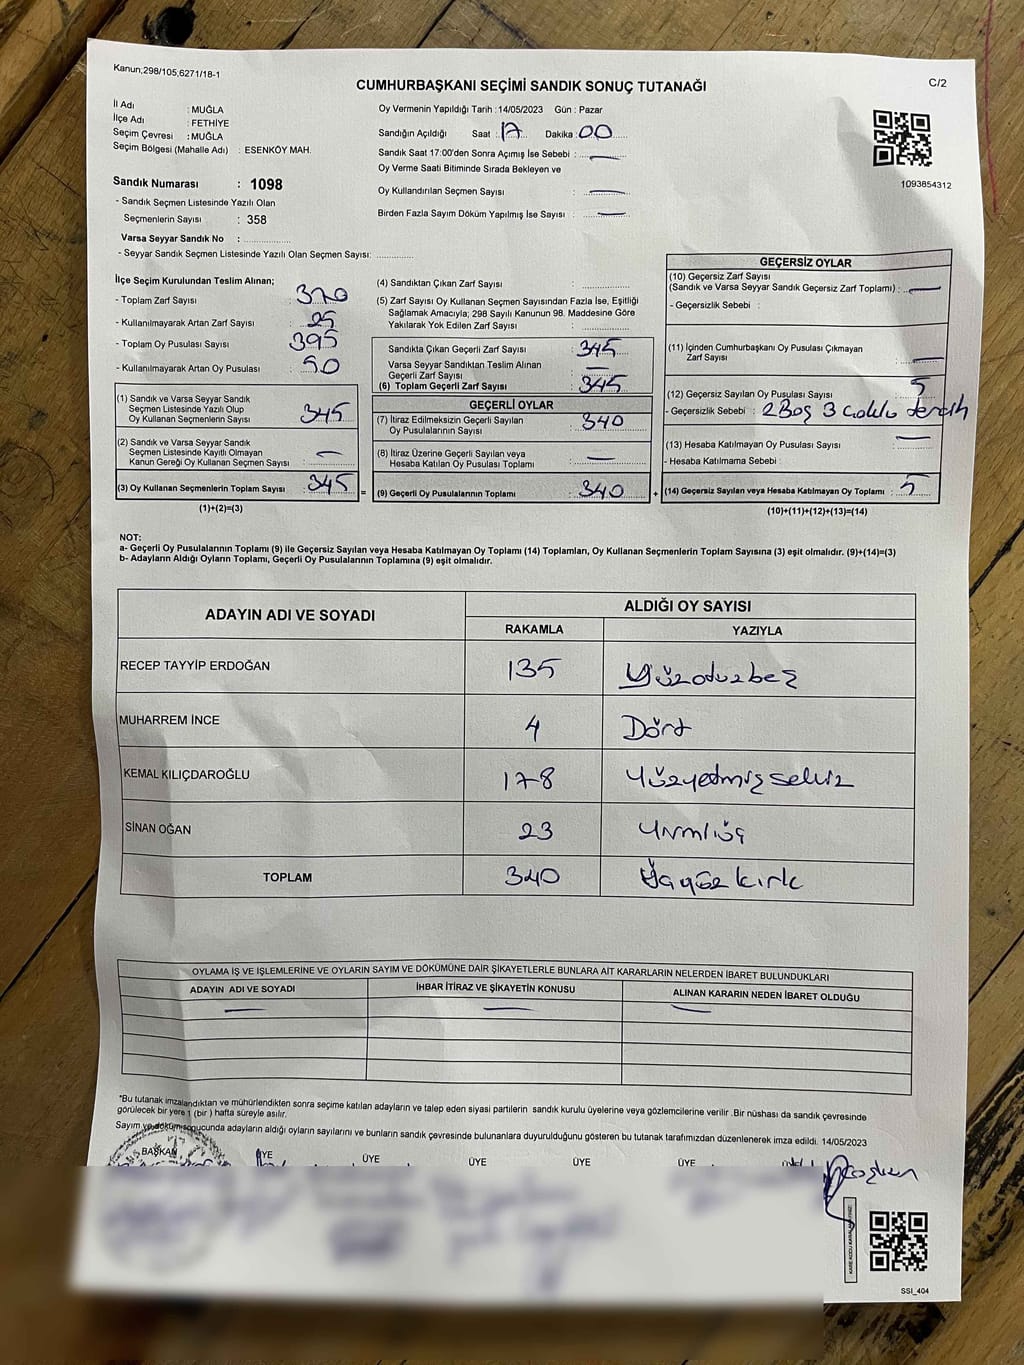 Kanun,298/105,6271/18-1
CUMHURBAŞKANI SEÇİMİ SANDIK SONUÇ TUTANAĞI
C/2
İl Adı : MUĞLA
İlçe Adı : FETHİYE
Seçim Çevresi : MUĞLA
Seçim Bölgesi (Mahalle Adı) : ESENKÖY MAH.
Sandık Numarası : 1098
- Sandık Seçmen Listesinde Yazılı Olan
Seçmenlerin Sayısı : 358
Varsa Seyyar Sandık No :
- Seyyar Sandık Seçmen Listesinde Yazılı Olan Seçmen Sayısı:
Oy Vermenin Yapıldığı Tarih :14/05/2023 Gün : Pazar
Sandığın Açıldığı Saat : 17 Dakika : 00
Sandık Saat 17:00'den Sonra Açımış İse Sebebi : —
Oy Verme Saati Bitiminde Sırada Bekleyen ve
Oy Kullandırılan Seçmen Sayısı : —
Birden Fazla Sayım Döküm Yapılmış İse Sayısı : —
1093854312
İlçe Seçim Kurulundan Teslim Alınan;
- Toplam Zarf Sayısı : 370
- Kullanılmayarak Artan Zarf Sayısı : 25
- Toplam Oy Pusulası Sayısı : 395
- Kullanılmayarak Artan Oy Pusulası : 50
(1) Sandık ve Varsa Seyyar Sandık
Seçmen Listesinde Yazılı Olup
Oy Kullanan Seçmenlerin Sayısı : 345
(2) Sandık ve Varsa Seyyar Sandık
Seçmen Listesinde Kayıtlı Olmayan
Kanun Gereği Oy Kullanan Seçmen Sayısı : —
(3) Oy Kullanan Seçmenlerin Toplam Sayısı : 345
(1)+(2)=(3)
=
(4) Sandıktan Çıkan Zarf Sayısı :
(5) Zarf Sayısı Oy Kullanan Seçmen Sayısından Fazla İse, Eşitliği
Sağlamak Amacıyla; 298 Sayılı Kanunun 98. Maddesine Göre
Yakılarak Yok Edilen Zarf Sayısı :
Sandıkta Çıkan Geçerli Zarf Sayısı : 345
Varsa Seyyar Sandıktan Teslim Alınan
Geçerli Zarf Sayısı : —
(6) Toplam Geçerli Zarf Sayısı : 345
GEÇERLİ OYLAR
(7) İtiraz Edilmeksizin Geçerli Sayılan
Oy Pusulalarının Sayısı : 340
(8) İtiraz Üzerine Geçerli Sayılan veya
Hesaba Katılan Oy Pusulası Toplamı : —
(9) Geçerli Oy Pusulalarının Toplamı : 340
+
GEÇERSİZ OYLAR
(10) Geçersiz Zarf Sayısı
(Sandık ve Varsa Seyyar Sandık Geçersiz Zarf Toplamı) : —
- Geçersizlik Sebebi :
(11) İçinden Cumhurbaşkanı Oy Pusulası Çıkmayan
Zarf Sayısı : —
(12) Geçersiz Sayılan Oy Pusulası Sayısı : 5
- Geçersizlik Sebebi : 2 Boş 3 çoklu tercih
(13) Hesaba Katılmayan Oy Pusulası Sayısı : —
- Hesaba Katılmama Sebebi :
(14) Geçersiz Sayılan veya Hesaba Katılmayan Oy Toplamı : 5
(10)+(11)+(12)+(13)=(14)
NOT:
a- Geçerli Oy Pusulalarının Toplamı (9) ile Geçersiz Sayılan veya Hesaba Katılmayan Oy Toplamı (14) Toplamları, Oy Kullanan Seçmenlerin Toplam Sayısına (3) eşit olmalıdır. (9)+(14)=(3)
b- Adayların Aldığı Oyların Toplamı, Geçerli Oy Pusulalarının Toplamına (9) eşit olmalıdır.
ADAYIN ADI VE SOYADI
ALDIĞI OY SAYISI
RAKAMLA YAZIYLA
RECEP TAYYİP ERDOĞAN 135 Yüzotuzbeş
MUHARREM İNCE 4 Dört
KEMAL KILIÇDAROĞLU 178 Yüzyetmişsekiz
SİNAN OĞAN 23 Yirmiüç
TOPLAM 340 Üçyüz kırk
OYLAMA İŞ VE İŞLEMLERİNE VE OYLARIN SAYIM VE DÖKÜMÜNE DAİR ŞİKAYETLERLE BUNLARA AİT KARARLARIN NELERDEN İBARET BULUNDUKLARI
ADAYIN ADI VE SOYADI İHBAR İTİRAZ VE ŞİKAYETİN KONUSU ALINAN KARARIN NEDEN İBARET OLDUĞU
— — —
*Bu tutanak imzalandıktan ve mühürlendikten sonra seçime katılan adayların ve talep eden siyasi partilerin sandık kurulu üyelerine veya gözlemcilerine verilir .Bir nüshası da sandık çevresinde
görülecek bir yere 1 (bir ) hafta süreyle asılır.
Sayım ve döküm sonucunda adayların aldığı oyların sayılarını ve bunların sandık çevresinde bulunanlara duyurulduğunu gösteren bu tutanak tarafımızdan düzenlenerek imza edildi. 14/05/2023
BAŞKAN ÜYE ÜYE ÜYE ÜYE ÜYE
SSİ_404